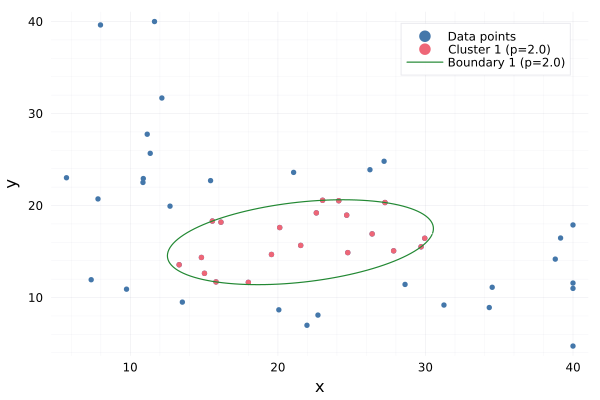 40
30
20
10
y
Data points
Cluster 1 (p=2.0)
Boundary 1 (p=2.0)
10 20 30 40
x